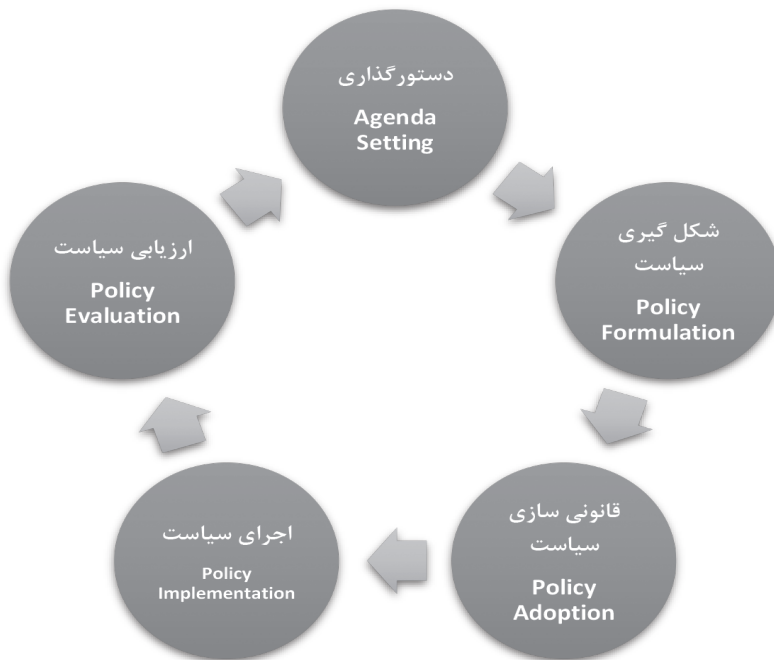 دستورگذاری
Agenda
Setting
شکل گیری
سیاست
Policy
Formulation
قانونی سازی
سیاست
Policy
Adoption
اجرای سیاست
Policy
Implementation
ارزیابی سیاست
Policy
Evaluation